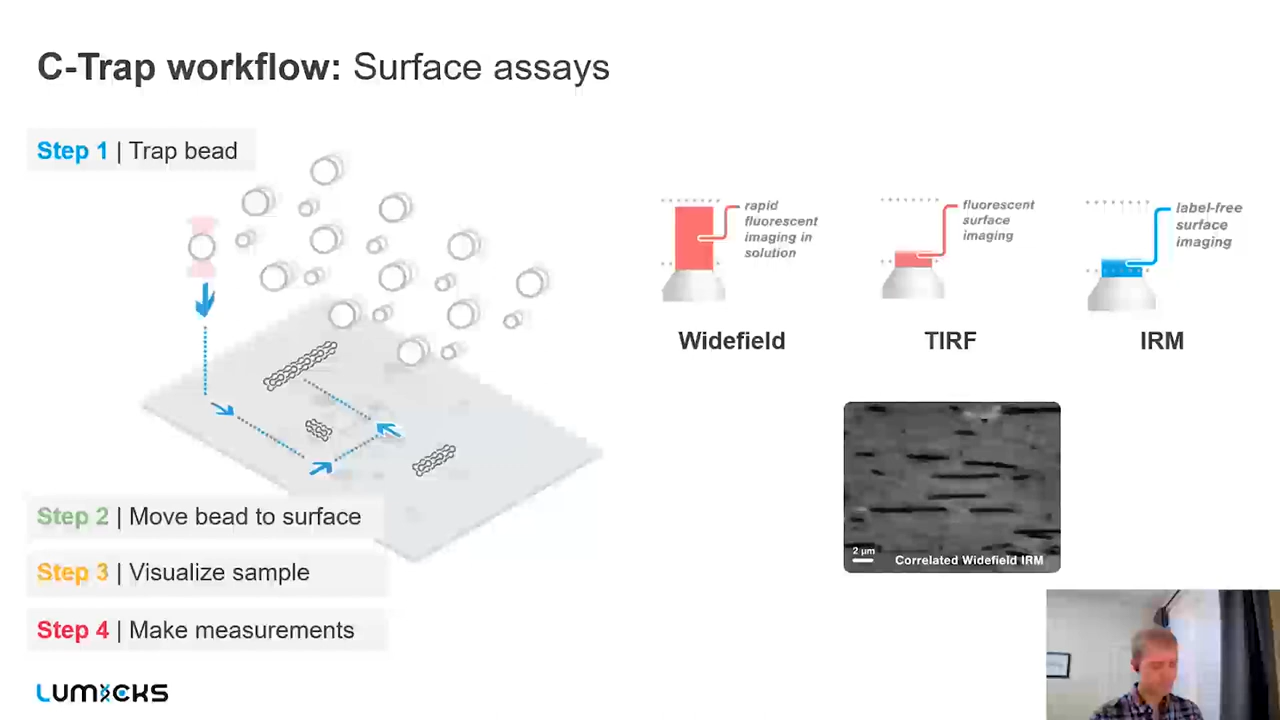 C-Trap workflow: Surface assays
Step 1 | Trap bead
rapid
fluorescent
imaging in
solution
fluorescent
surface
imaging
label-free
surface
imaging
Widefield
TIRF
IRM
Step 2 | Move bead to surface
Step 3 | Visualize sample
Step 4 | Make measurements
2 µm
Correlated Widefield IRM
LUMICKS